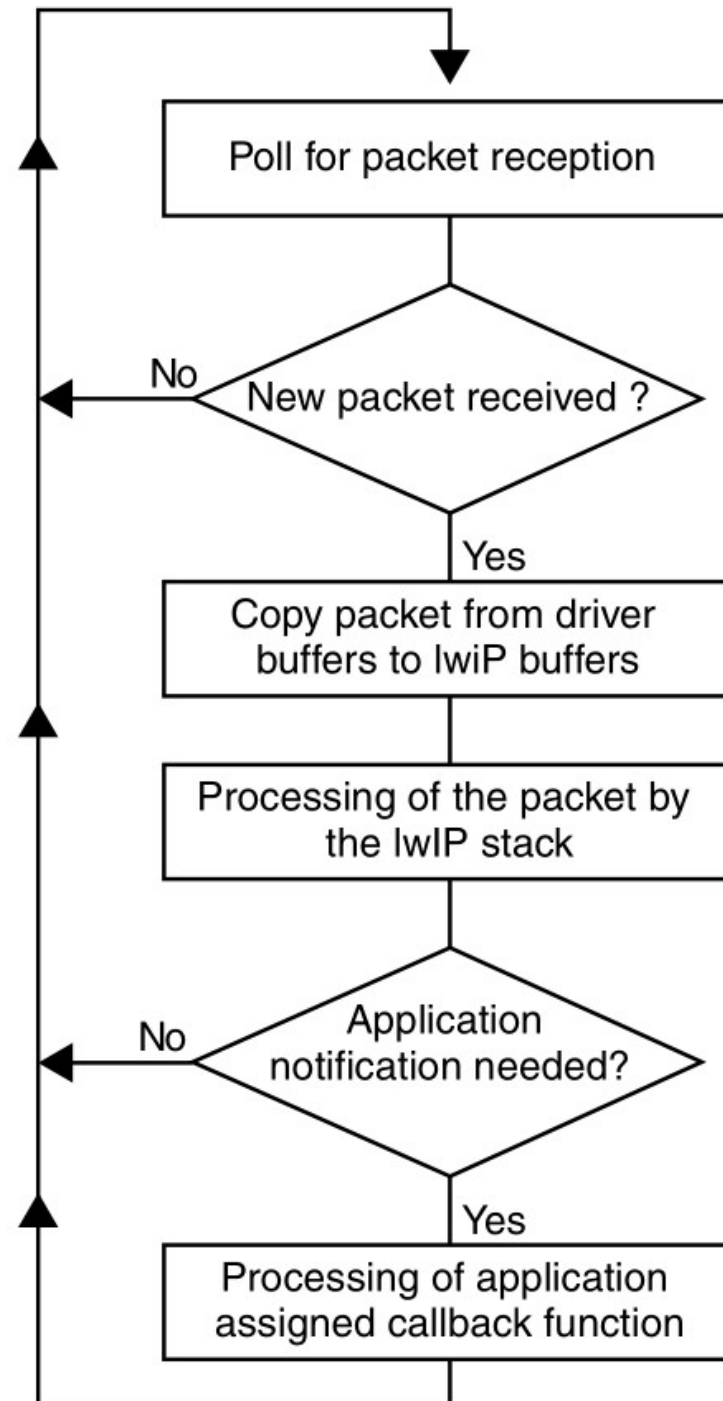 Poll for packet reception
No
New packet received ?
Yes
Copy packet from driver
buffers to lwiP buffers
Processing of the packet by
the lwIP stack
No
Application
notification needed?
Yes
Processing of application
assigned callback function